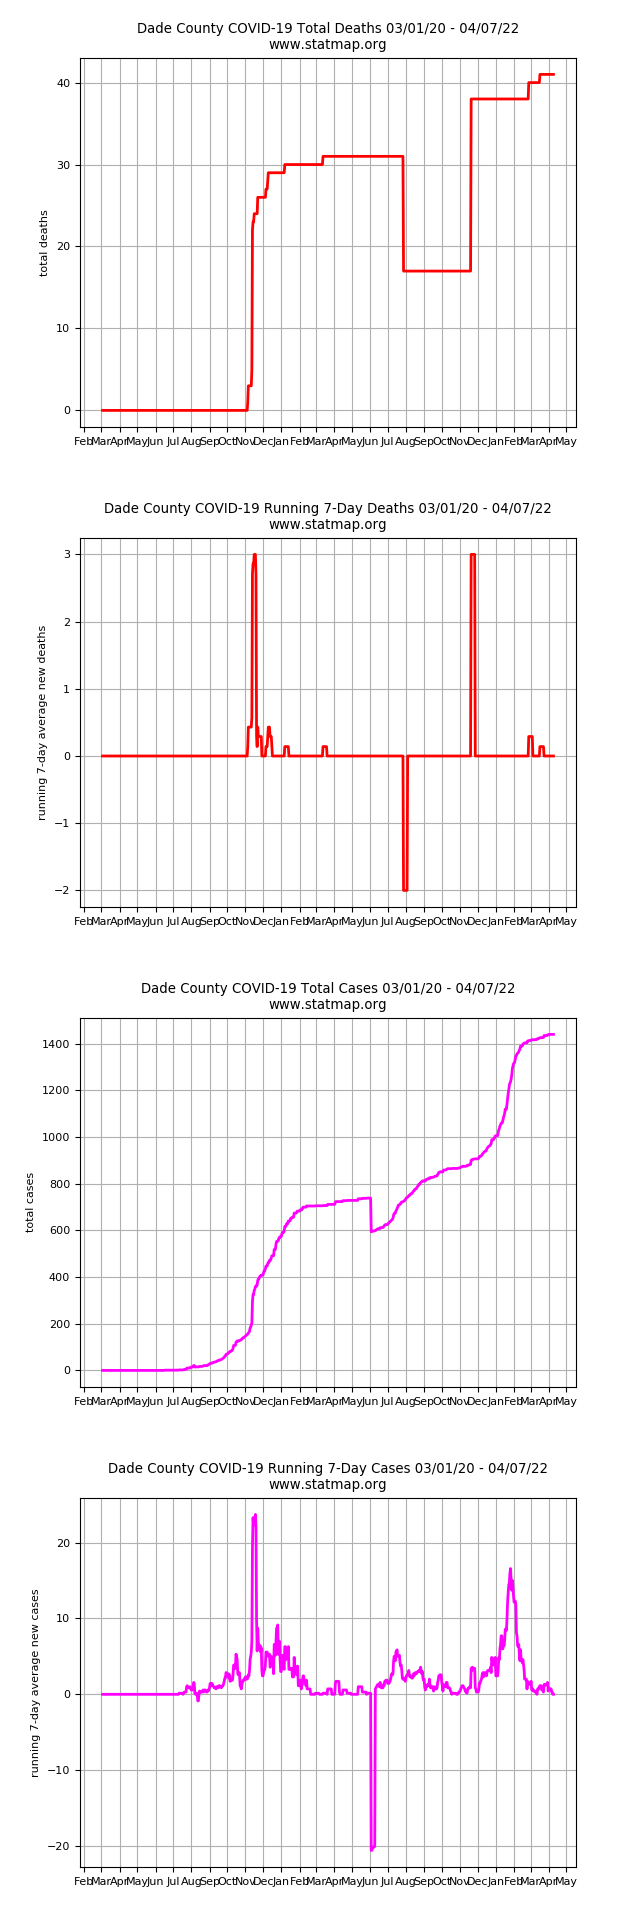 Dade County COVID-19 Total Deaths 03/01/20 - 04/07/22
www.statmap.org
40
30
20
10
0
total deaths
Feb Mar Apr May Jun Jul Aug Sep Oct Nov Dec Jan Feb Mar Apr May Jun Jul Aug Sep Oct Nov Dec Jan Feb Mar Apr May
Dade County COVID-19 Running 7-Day Deaths 03/01/20 - 04/07/22
www.statmap.org
3
2
1
0
−1
−2
running 7-day average new deaths
Feb Mar Apr May Jun Jul Aug Sep Oct Nov Dec Jan Feb Mar Apr May Jun Jul Aug Sep Oct Nov Dec Jan Feb Mar Apr May
Dade County COVID-19 Total Cases 03/01/20 - 04/07/22
www.statmap.org
1400
1200
1000
800
600
400
200
0
total cases
Feb Mar Apr May Jun Jul Aug Sep Oct Nov Dec Jan Feb Mar Apr May Jun Jul Aug Sep Oct Nov Dec Jan Feb Mar Apr May
Dade County COVID-19 Running 7-Day Cases 03/01/20 - 04/07/22
www.statmap.org
20
10
0
−10
−20
running 7-day average new cases
Feb Mar Apr May Jun Jul Aug Sep Oct Nov Dec Jan Feb Mar Apr May Jun Jul Aug Sep Oct Nov Dec Jan Feb Mar Apr May